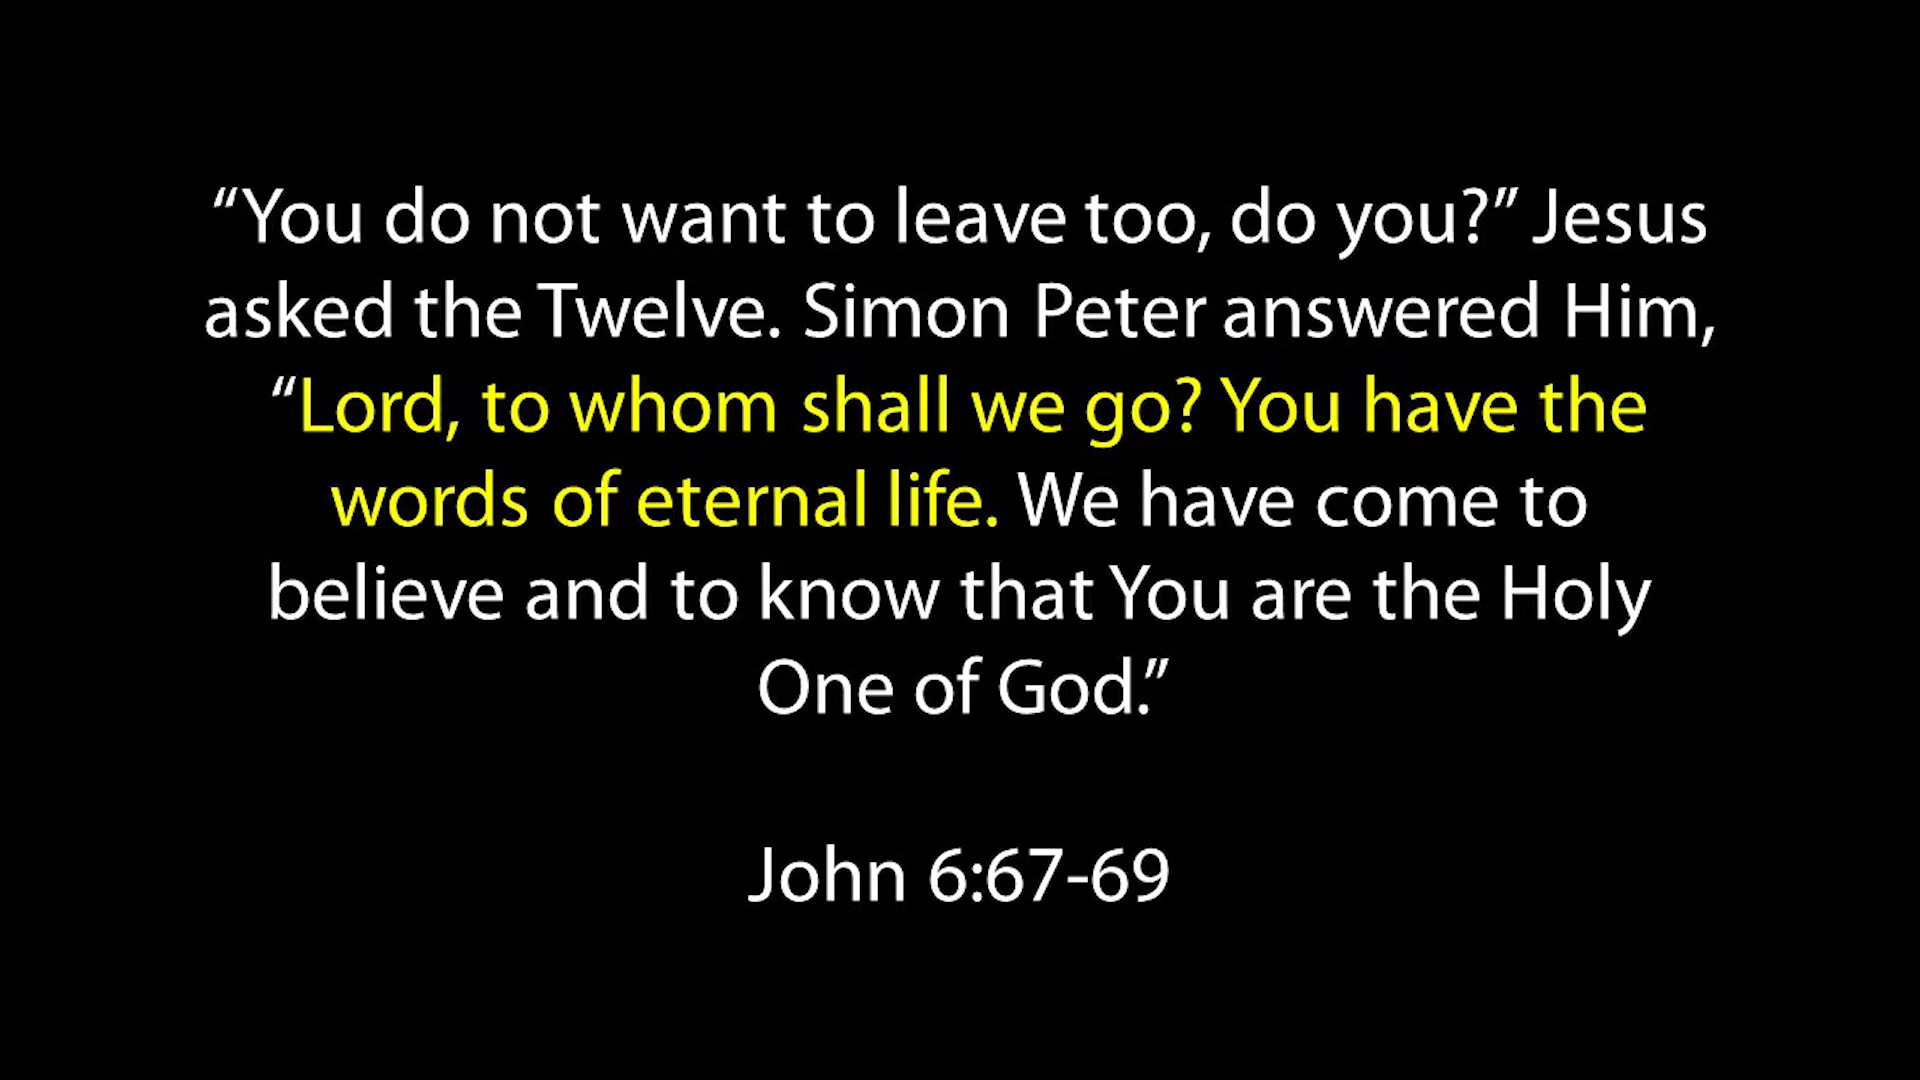 “You do not want to leave too, do you?” Jesus
asked the Twelve. Simon Peter answered Him,
“Lord, to whom shall we go? You have the
words of eternal life. We have come to
believe and to know that You are the Holy
One of God.”
John 6:67-69